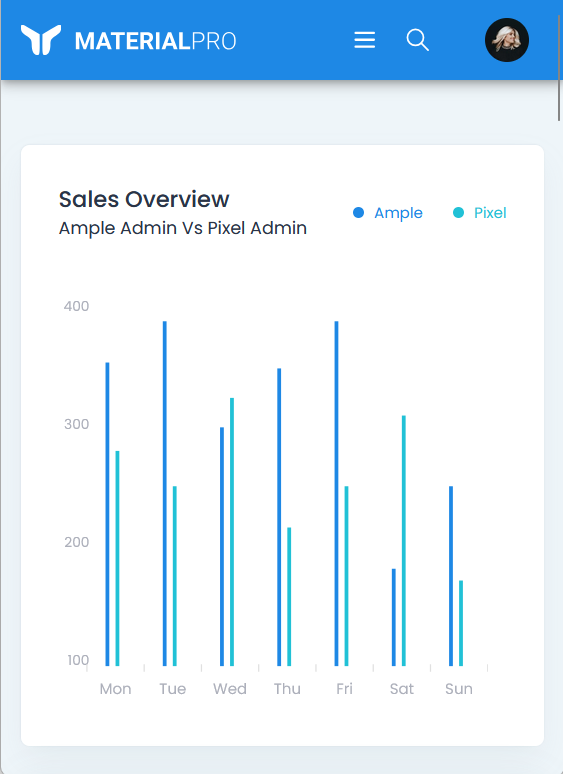 MATERIALPRO
Sales Overview
Ample Admin Vs Pixel Admin
Ample Pixel
400
300
200
100
Mon Tue Wed Thu Fri Sat Sun